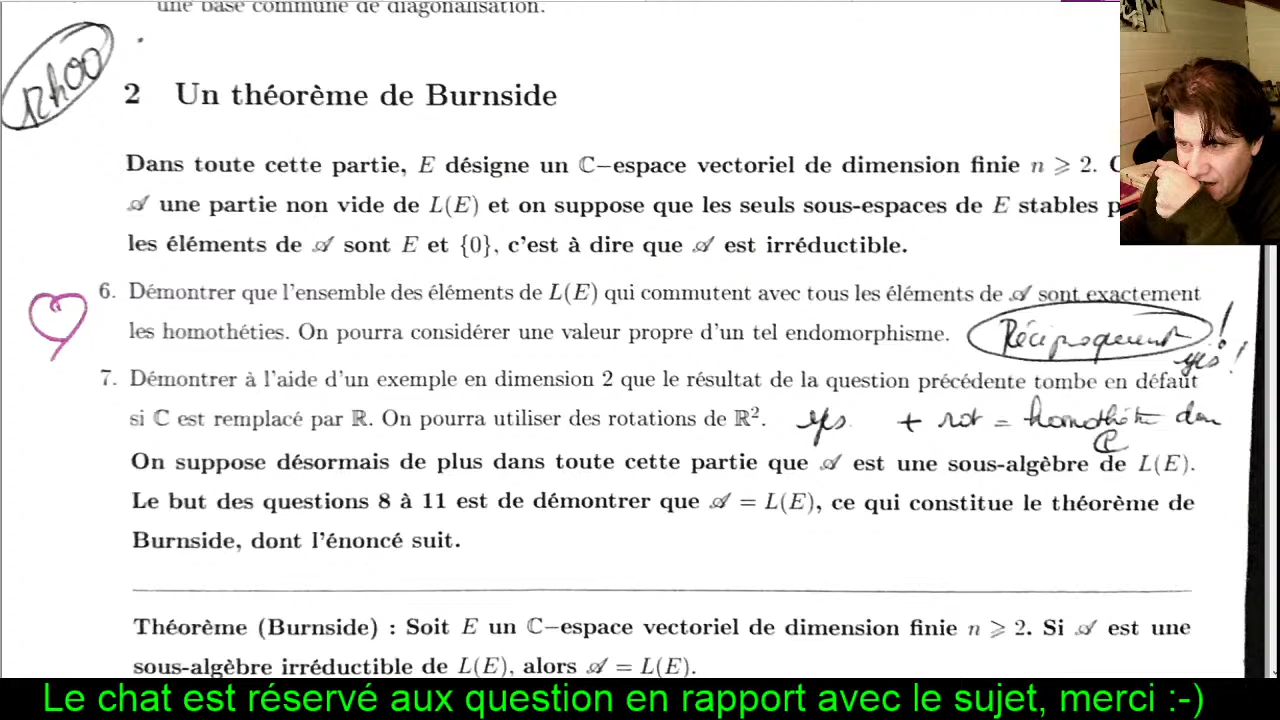 une base commune de diagonalisation.
12h00
2 Un théorème de Burnside
Dans toute cette partie, E désigne un ℂ−espace vectoriel de dimension finie n ⩾ 2.
𝒜 une partie non vide de L(E) et on suppose que les seuls sous-espaces de E stables
les éléments de 𝒜 sont E et {0}, c'est à dire que 𝒜 est irréductible.
6. Démontrer que l'ensemble des éléments de L(E) qui commutent avec tous les éléments de 𝒜 sont exactement
les homothéties. On pourra considérer une valeur propre d'un tel endomorphisme. Réciproquement !
yes !
7. Démontrer à l'aide d'un exemple en dimension 2 que le résultat de la question précédente tombe en défaut
si ℂ est remplacé par ℝ. On pourra utiliser des rotations de ℝ². yes. + rot = homothétie dans
ℂ
On suppose désormais de plus dans toute cette partie que 𝒜 est une sous-algèbre de L(E).
Le but des questions 8 à 11 est de démontrer que 𝒜 = L(E), ce qui constitue le théorème de
Burnside, dont l'énoncé suit.
Théorème (Burnside) : Soit E un ℂ−espace vectoriel de dimension finie n ⩾ 2. Si 𝒜 est une
sous-algèbre irréductible de L(E), alors 𝒜 = L(E).
Le chat est réservé aux question en rapport avec le sujet, merci :-)